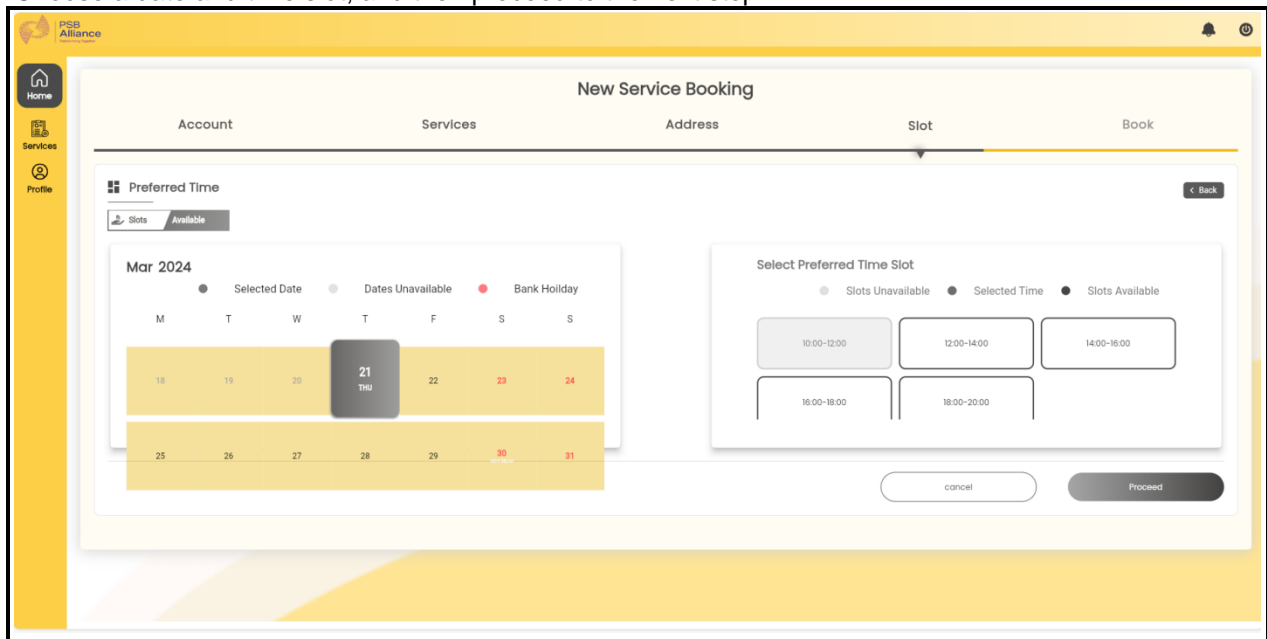 PSB
Alliance
Home
Services
Profile
New Service Booking
Account Services Address Slot Book
Preferred Time
< Back
Slots Available
Mar 2024
Selected Date Dates Unavailable Bank Hoilday
M T W T F S S
18 19 20 21 THU 22 23 24
25 26 27 28 29 30 31
Select Preferred Time Slot
Slots Unavailable Selected Time Slots Available
10:00-12:00 12:00-14:00 14:00-16:00
16:00-18:00 18:00-20:00
cancel Proceed